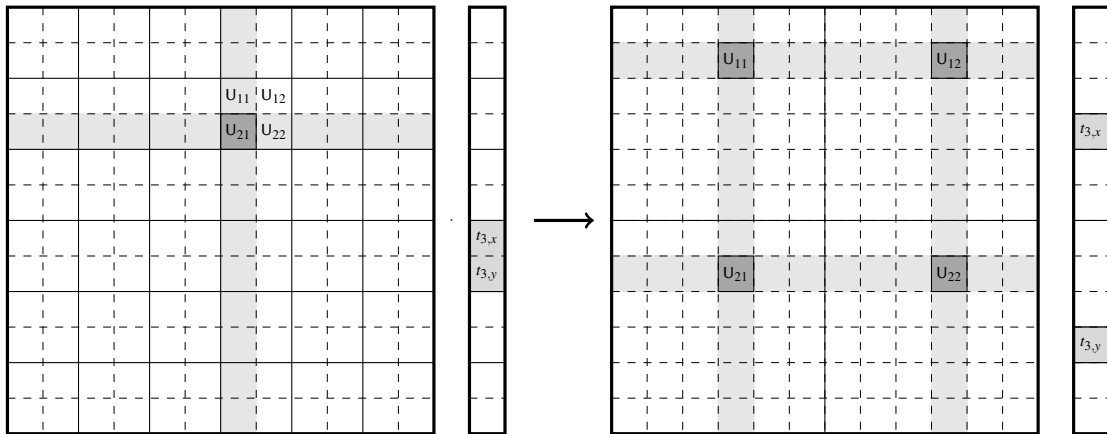 U₁₁ U₁₂
U₂₁ U₂₂
t₃,ₓ
t₃,ᵧ
U₁₁ U₁₂
U₂₁ U₂₂
t₃,ₓ
t₃,ᵧ